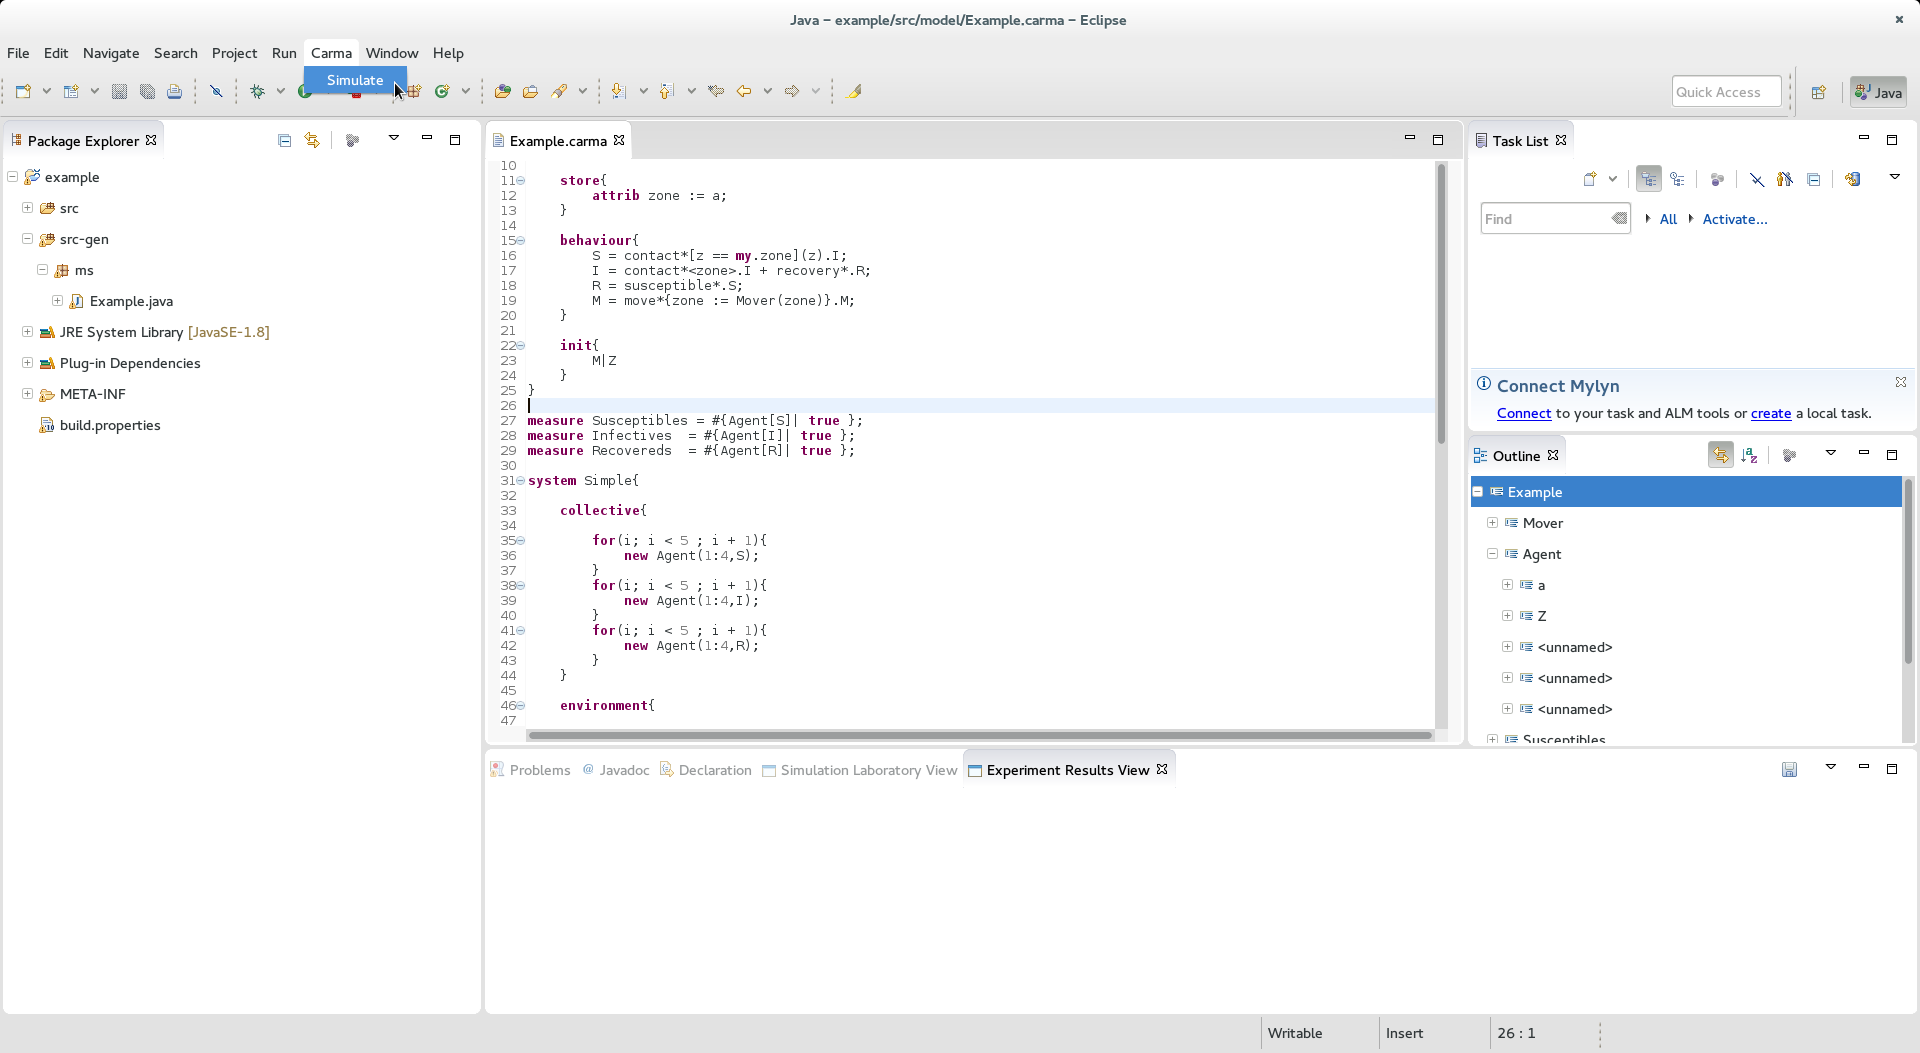 Java – example/src/model/Example.carma – Eclipse
File Edit Navigate Search Project Run Carma Window Help
Simulate
Quick Access
Java
Package Explorer
example
src
src-gen
ms
Example.java
JRE System Library [JavaSE-1.8]
Plug-in Dependencies
META-INF
build.properties
Example.carma
10
11 store{
12 attrib zone := a;
13 }
14
15 behaviour{
16 S = contact*[z == my.zone](z).I;
17 I = contact*<zone>.I + recovery*.R;
18 R = susceptible*.S;
19 M = move*{zone := Mover(zone)}.M;
20 }
21
22 init{
23 M|Z
24 }
25 }
26
27 measure Susceptibles = #{Agent[S]| true };
28 measure Infectives = #{Agent[I]| true };
29 measure Recovereds = #{Agent[R]| true };
30
31 system Simple{
32
33 collective{
34
35 for(i; i < 5 ; i + 1){
36 new Agent(1:4,S);
37 }
38 for(i; i < 5 ; i + 1){
39 new Agent(1:4,I);
40 }
41 for(i; i < 5 ; i + 1){
42 new Agent(1:4,R);
43 }
44 }
45
46 environment{
47
Task List
Find All Activate...
Connect Mylyn
Connect to your task and ALM tools or create a local task.
Outline
Example
Mover
Agent
a
Z
<unnamed>
<unnamed>
<unnamed>
Susceptibles
Problems @ Javadoc Declaration Simulation Laboratory View Experiment Results View
Writable Insert 26 : 1